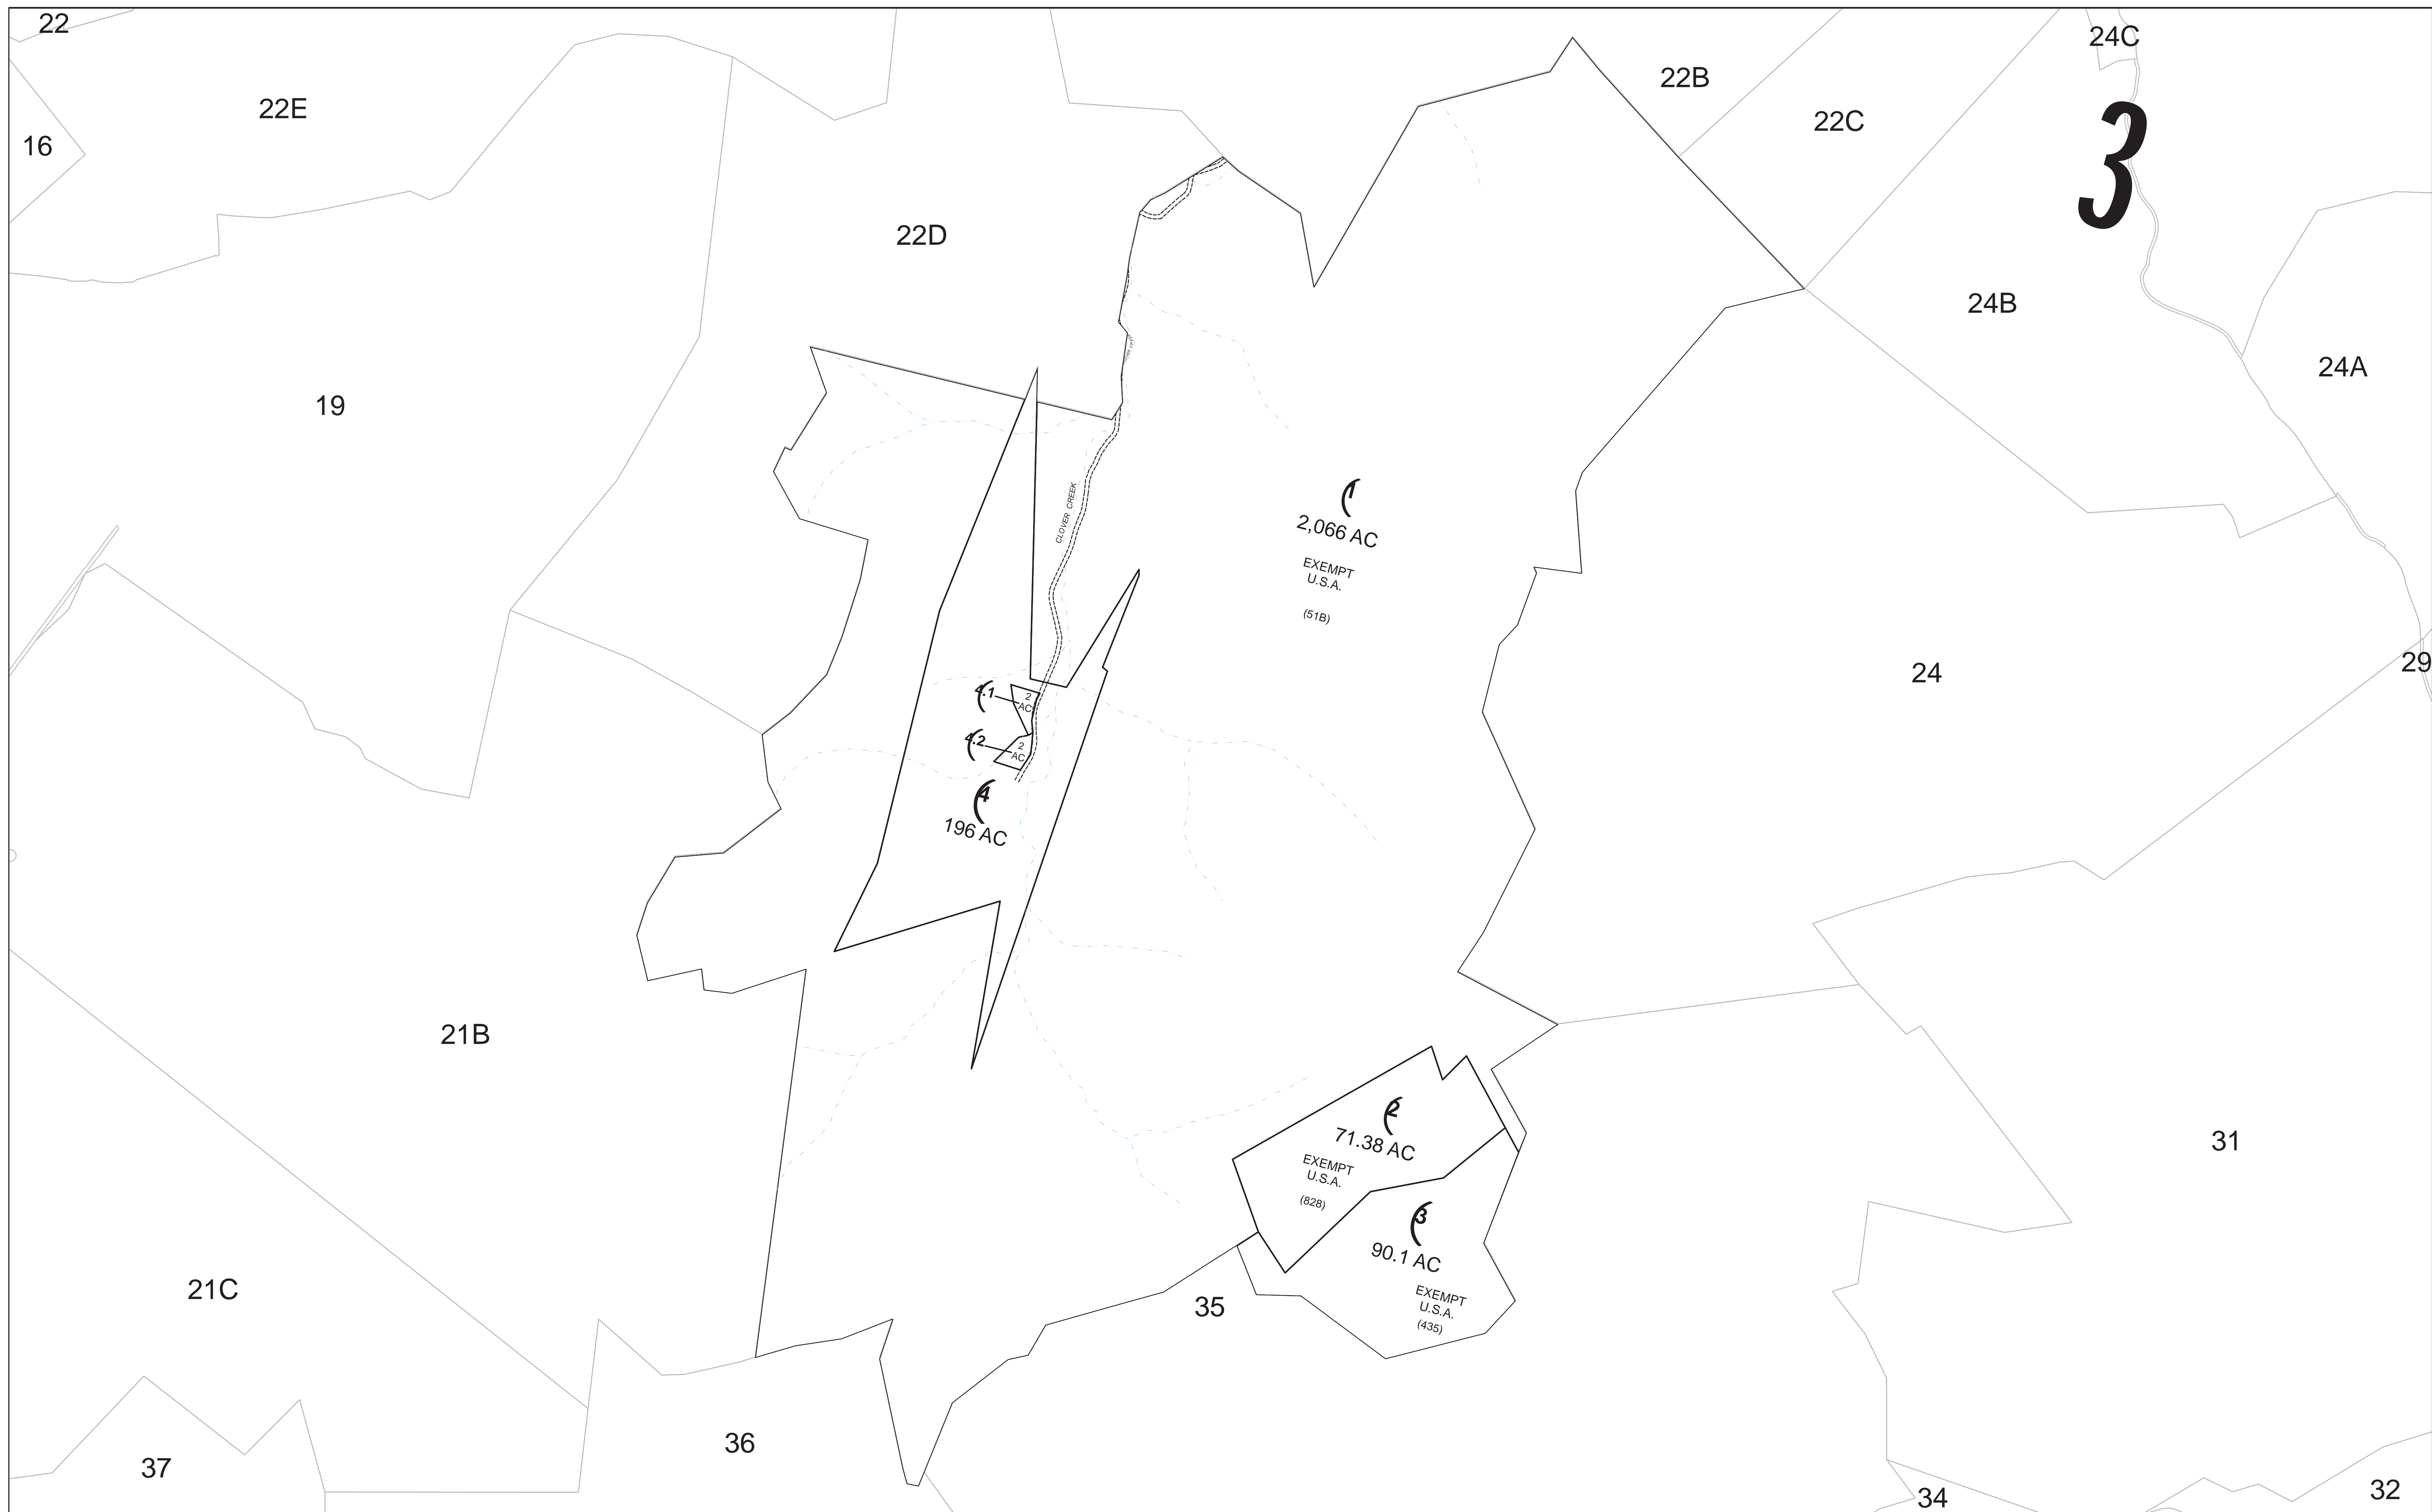 22
24C
22B
22E
22C
3
16
22D
24B
24A
19
CLOVER CREEK
(1
2,066 AC
EXEMPT
U.S.A.
(51B)
24
29
(4.1
2
AC
(4.2
2
AC
(4
196 AC
21B
(2
71.38 AC
EXEMPT
U.S.A.
(828)
31
(3
90.1 AC
EXEMPT
U.S.A.
(435)
21C
35
36
37
32
34